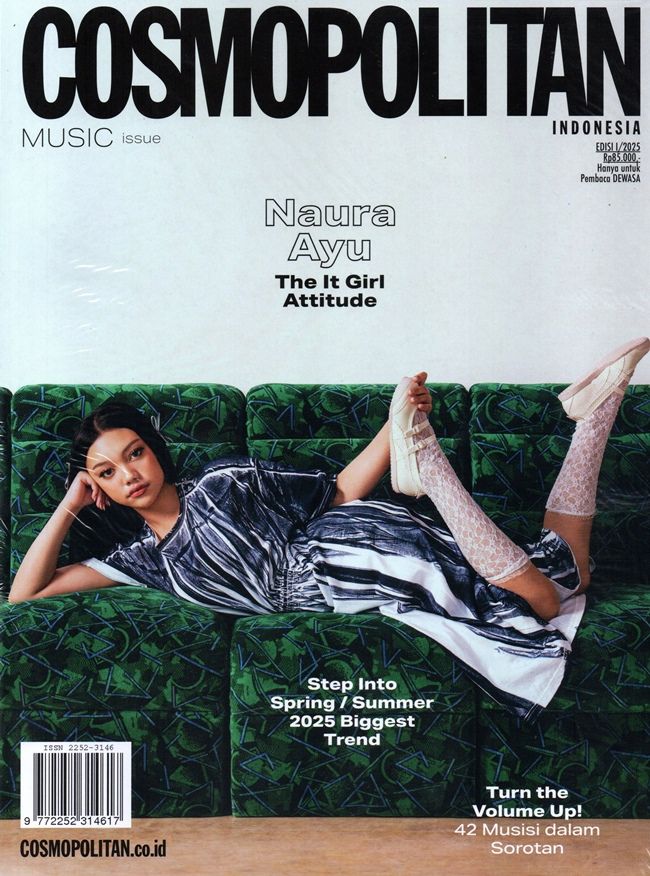 COSMOPOLITAN
INDONESIA
MUSIC issue
EDISI I/2025
Rp85.000,-
Hanya untuk
Pembaca DEWASA
Naura
Ayu
The It Girl
Attitude
Step Into
Spring / Summer
2025 Biggest
Trend
ISSN 2252-3146
9 772252 314617
COSMOPOLITAN.co.id
Turn the
Volume Up!
42 Musisi dalam
Sorotan